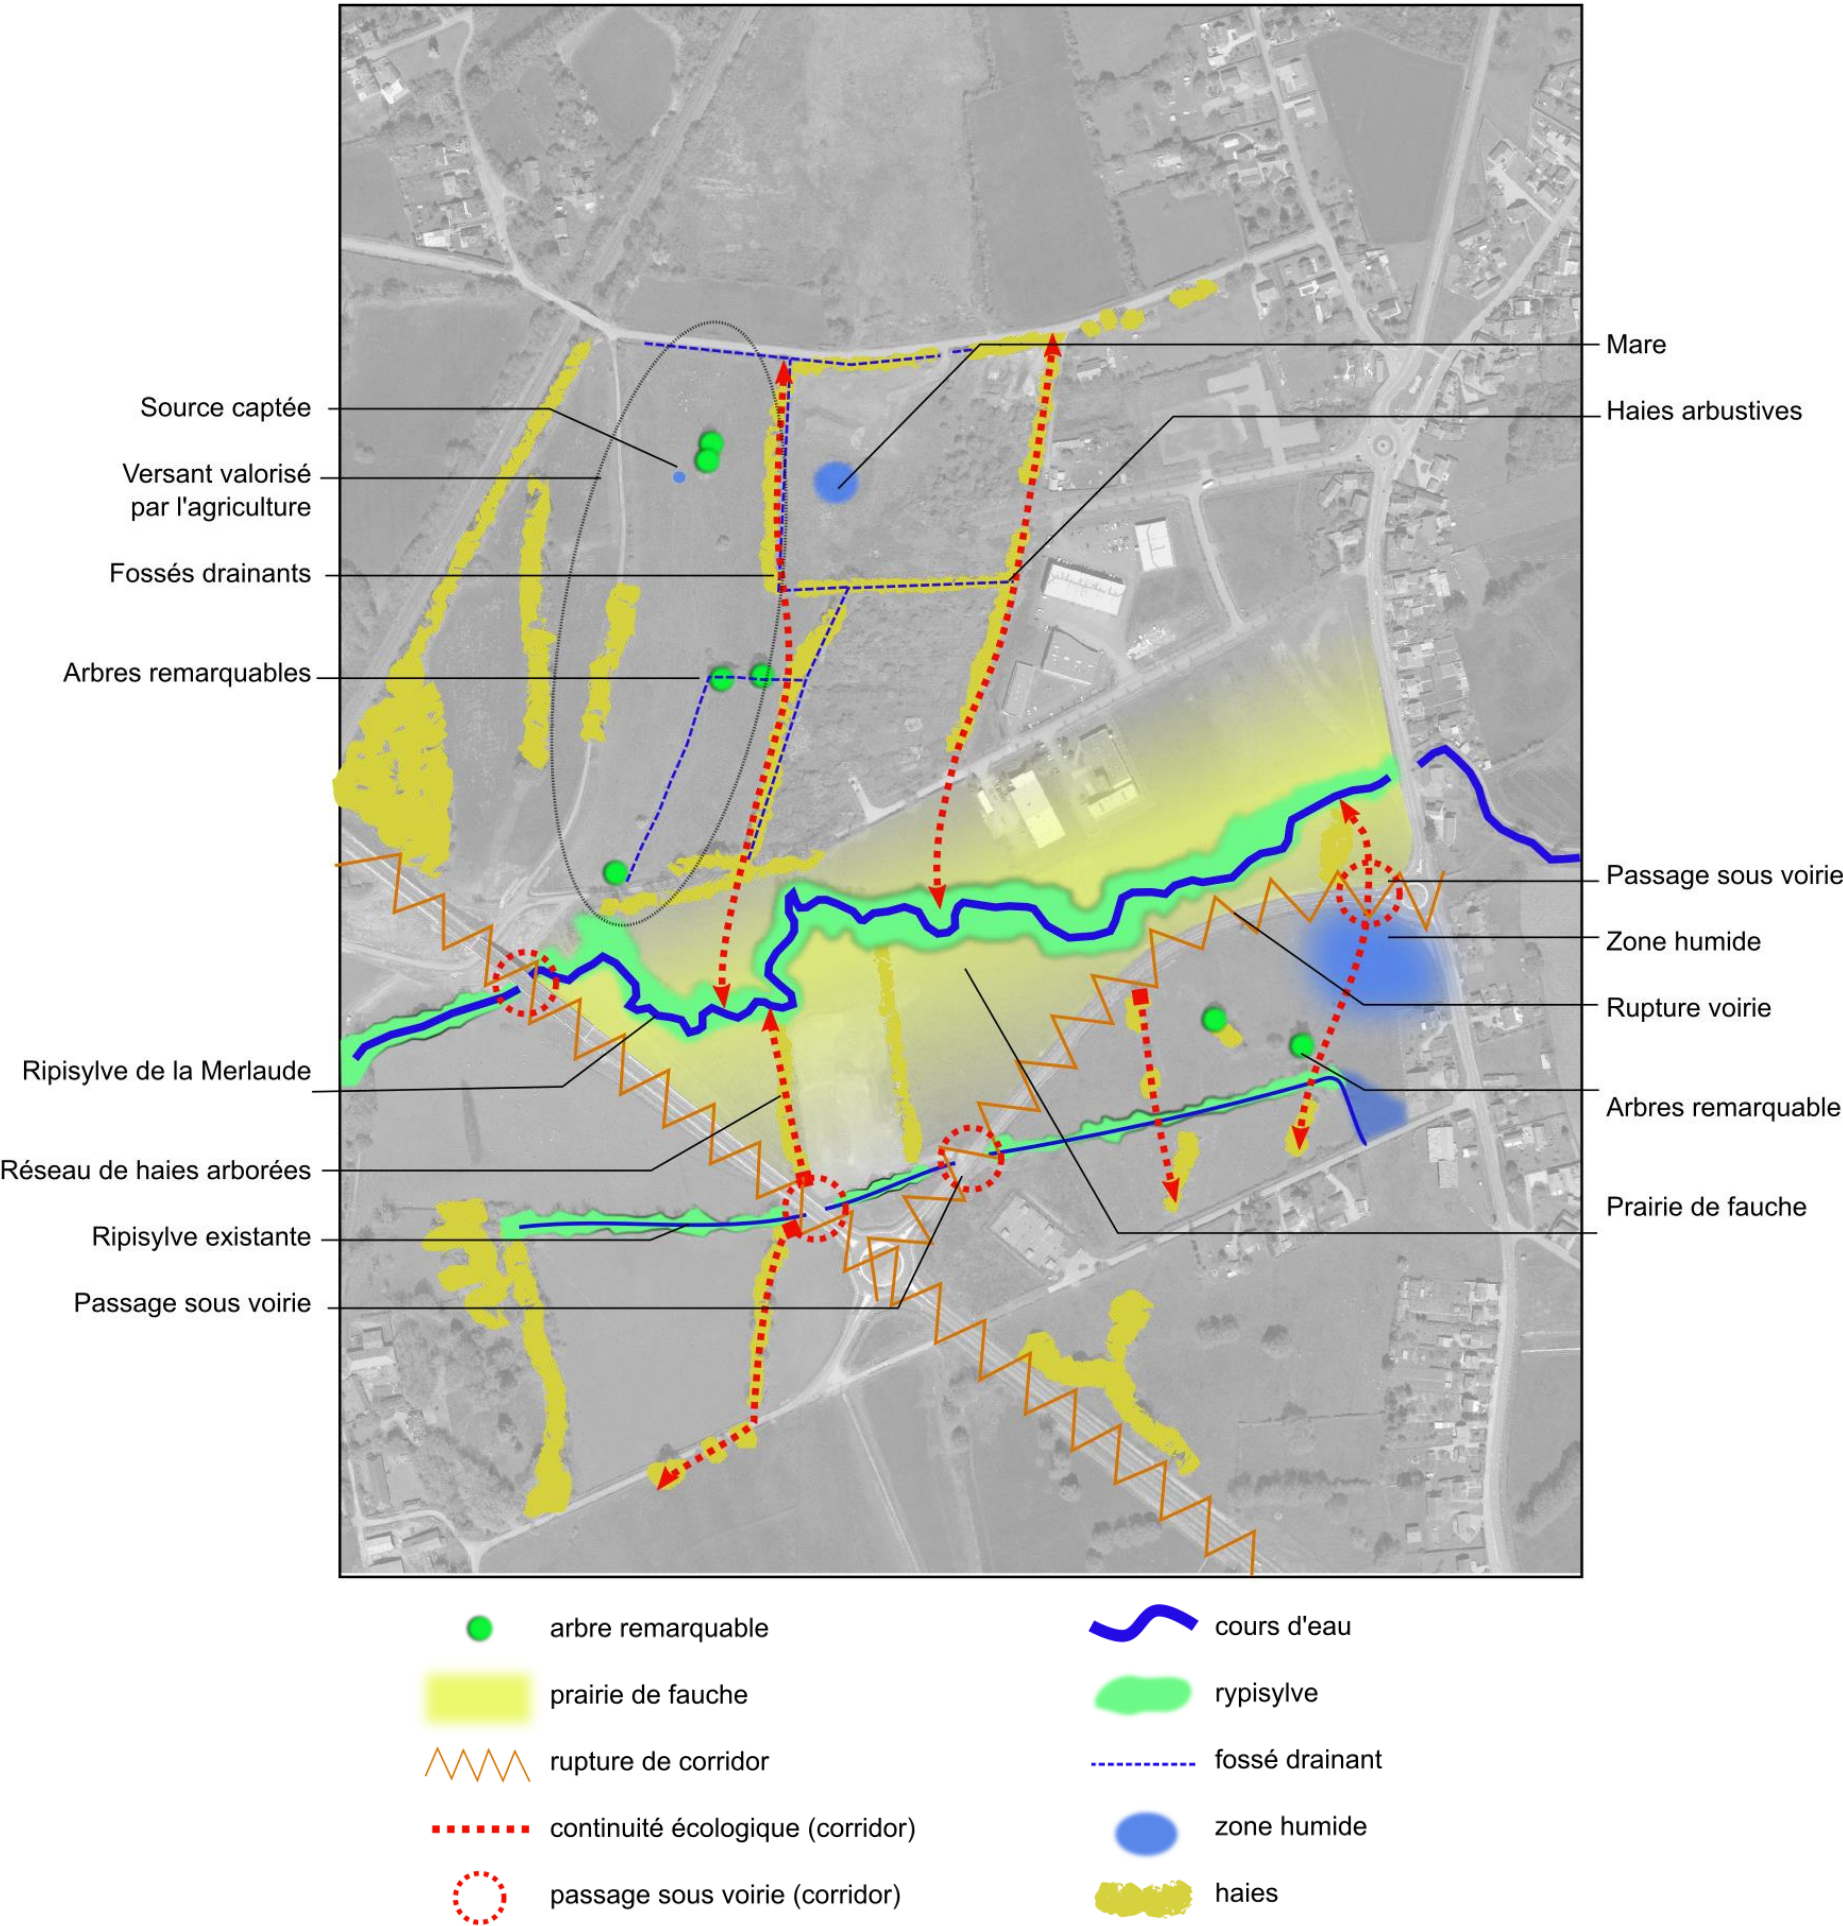 Source captée
Versant valorisé
par l'agriculture
Fossés drainants
Arbres remarquables
Ripisylve de la Merlaude
Réseau de haies arborées
Ripisylve existante
Passage sous voirie
Mare
Haies arbustives
Passage sous voirie
Zone humide
Rupture voirie
Arbres remarquable
Prairie de fauche
arbre remarquable
prairie de fauche
rupture de corridor
continuité écologique (corridor)
passage sous voirie (corridor)
cours d'eau
rypisylve
fossé drainant
zone humide
haies